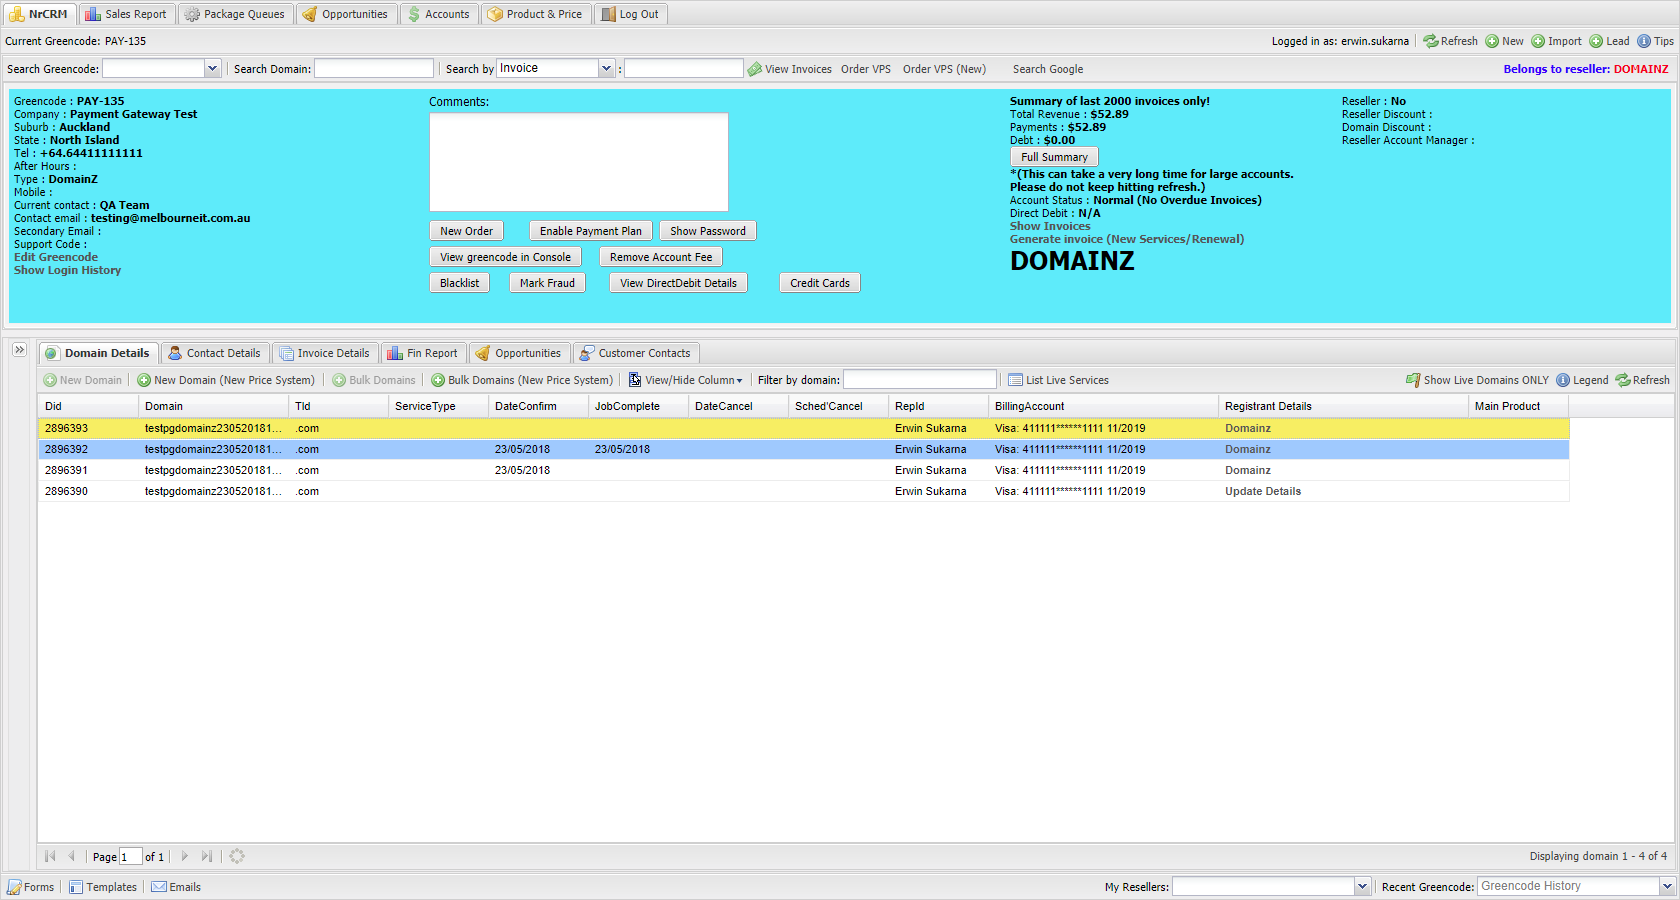 NrCRM Sales Report Package Queues Opportunities Accounts Product & Price Log Out
Current Greencode: PAY-135 Logged in as: erwin.sukarna Refresh New Import Lead Tips
Search Greencode: Search Domain: Search by Invoice : View Invoices Order VPS Order VPS (New) Search Google Belongs to reseller: DOMAINZ
Greencode : PAY-135
Company : Payment Gateway Test
Suburb : Auckland
State : North Island
Tel : +64.64411111111
After Hours :
Type : DomainZ
Mobile :
Current contact : QA Team
Contact email : testing@melbourneit.com.au
Secondary Email :
Support Code :
Edit Greencode
Show Login History
Comments:
New Order Enable Payment Plan Show Password
View greencode in Console Remove Account Fee
Blacklist Mark Fraud View DirectDebit Details Credit Cards
Summary of last 2000 invoices only!
Total Revenue : $52.89
Payments : $52.89
Debt : $0.00
Full Summary
*(This can take a very long time for large accounts.
Please do not keep hitting refresh.)
Account Status : Normal (No Overdue Invoices)
Direct Debit : N/A
Show Invoices
Generate invoice (New Services/Renewal)
DOMAINZ
Reseller : No
Reseller Discount :
Domain Discount :
Reseller Account Manager :
Domain Details Contact Details Invoice Details Fin Report Opportunities Customer Contacts
New Domain New Domain (New Price System) Bulk Domains Bulk Domains (New Price System) View/Hide Column Filter by domain: List Live Services Show Live Domains ONLY Legend Refresh
Did Domain Tld ServiceType DateConfirm JobComplete DateCancel Sched'Cancel RepId BillingAccount Registrant Details Main Product
2896393 testpgdomainz230520181... .com Erwin Sukarna Visa: 411111******1111 11/2019 Domainz
2896392 testpgdomainz230520181... .com 23/05/2018 23/05/2018 Erwin Sukarna Visa: 411111******1111 11/2019 Domainz
2896391 testpgdomainz230520181... .com 23/05/2018 Erwin Sukarna Visa: 411111******1111 11/2019 Domainz
2896390 testpgdomainz230520181... .com Erwin Sukarna Visa: 411111******1111 11/2019 Update Details
Page 1 of 1 Displaying domain 1 - 4 of 4
Forms Templates Emails My Resellers: Recent Greencode: Greencode History